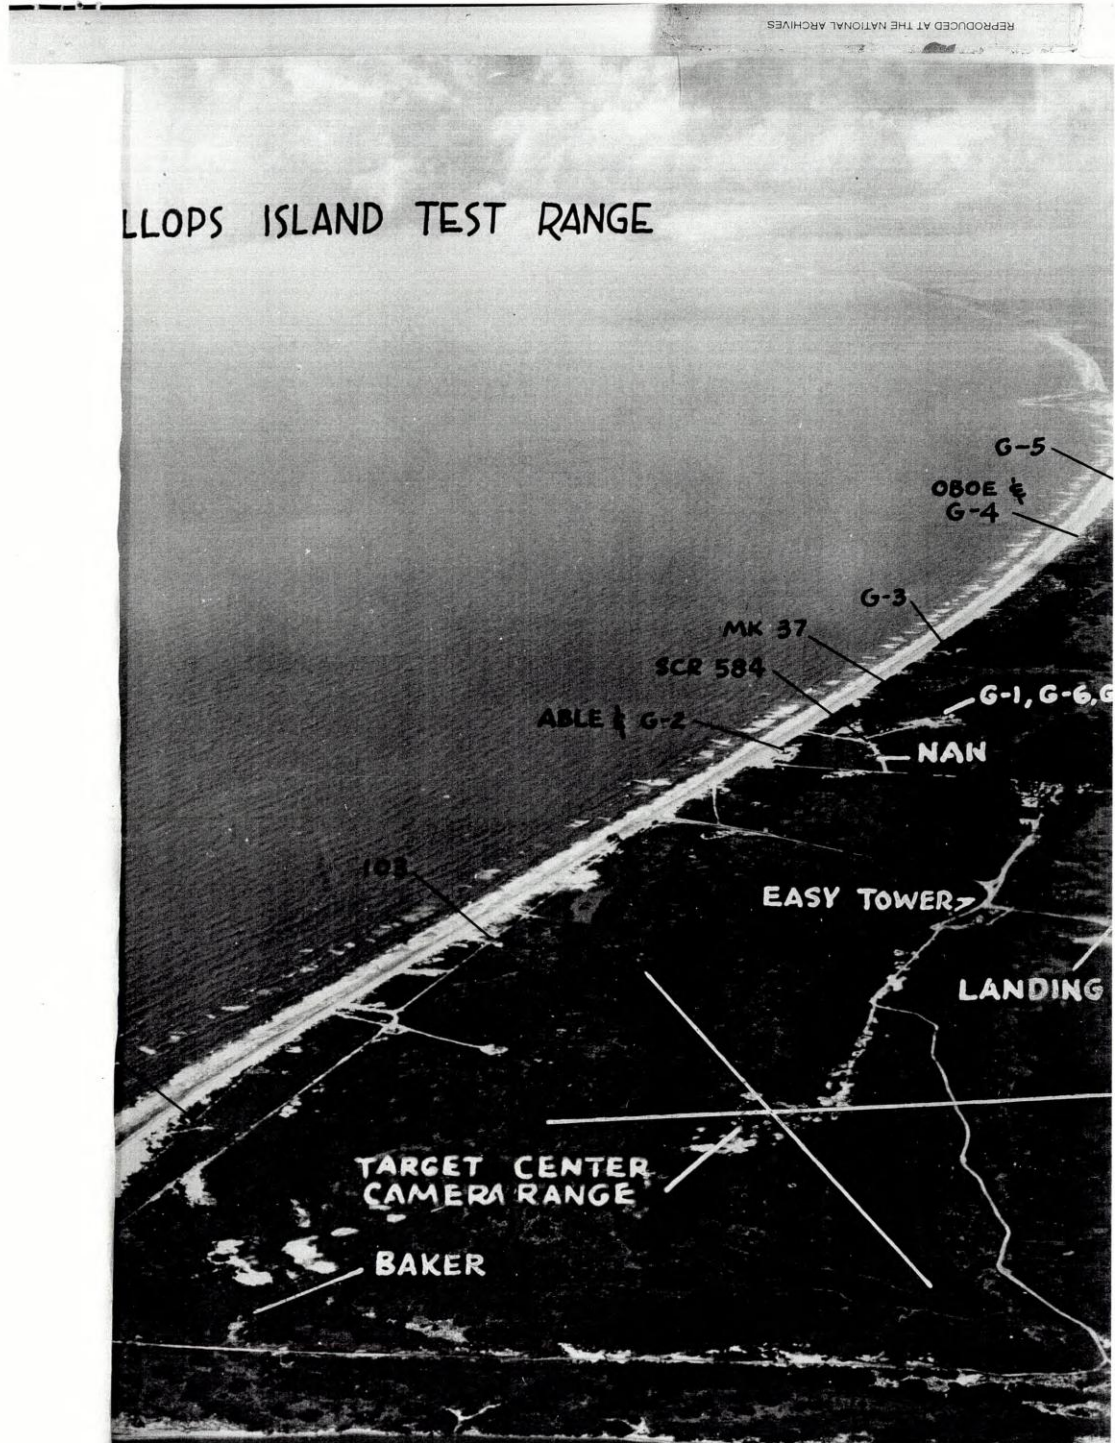 REPRODUCED AT THE NATIONAL ARCHIVES
LLOPS ISLAND TEST RANGE
G-5
OBOE &
G-4
G-3
MK 37
SCR 584
G-1, G-6, G
ABLE & G-2
NAN
103
EASY TOWER
LANDING
TARGET CENTER
CAMERA RANGE
BAKER